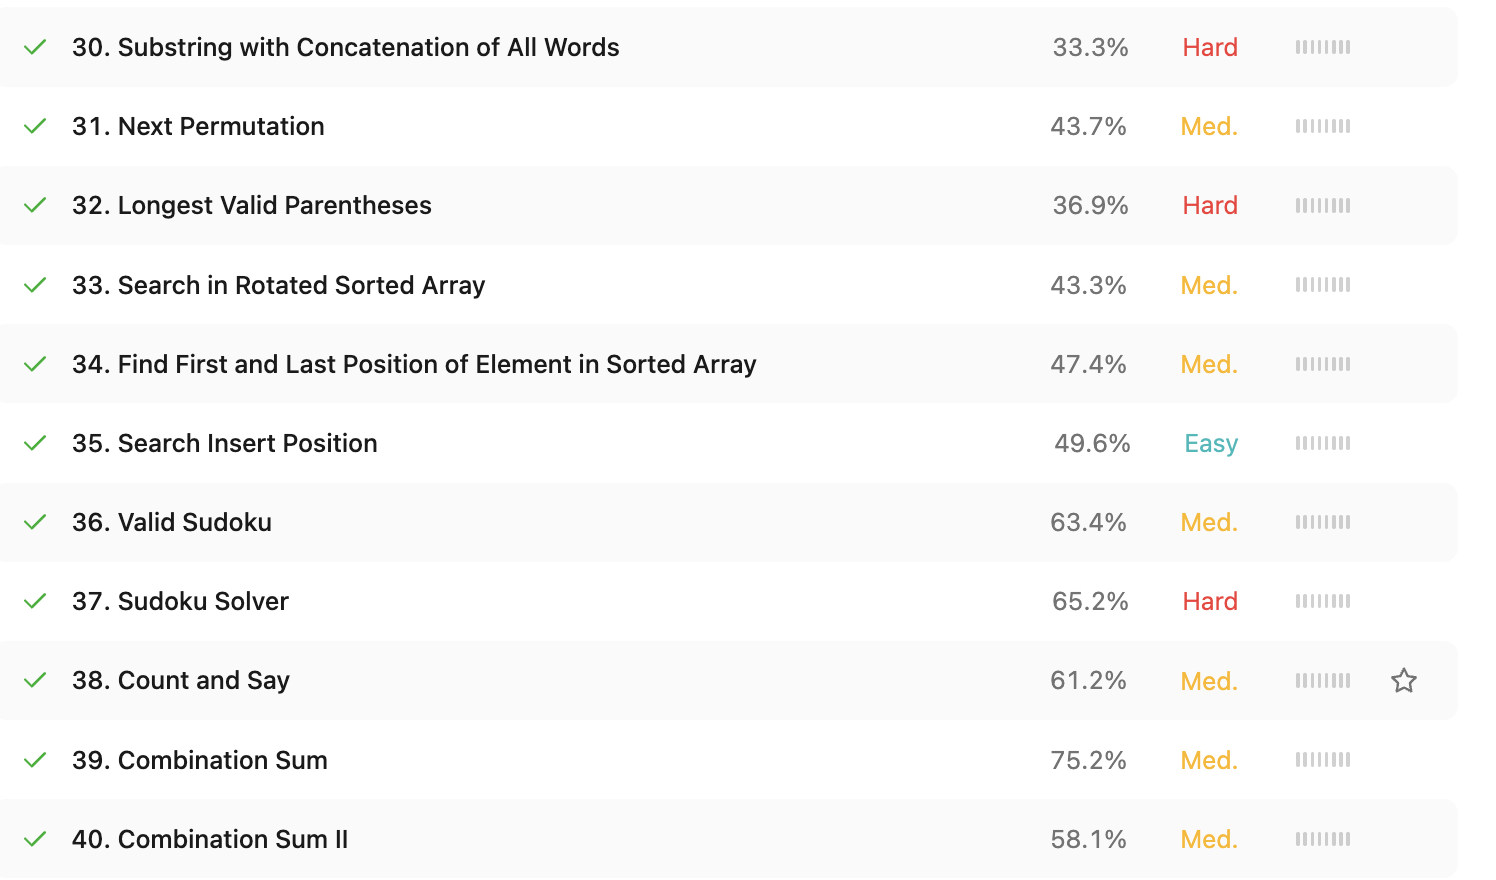 30. Substring with Concatenation of All Words 33.3% Hard
31. Next Permutation 43.7% Med.
32. Longest Valid Parentheses 36.9% Hard
33. Search in Rotated Sorted Array 43.3% Med.
34. Find First and Last Position of Element in Sorted Array 47.4% Med.
35. Search Insert Position 49.6% Easy
36. Valid Sudoku 63.4% Med.
37. Sudoku Solver 65.2% Hard
38. Count and Say 61.2% Med.
39. Combination Sum 75.2% Med.
40. Combination Sum II 58.1% Med.